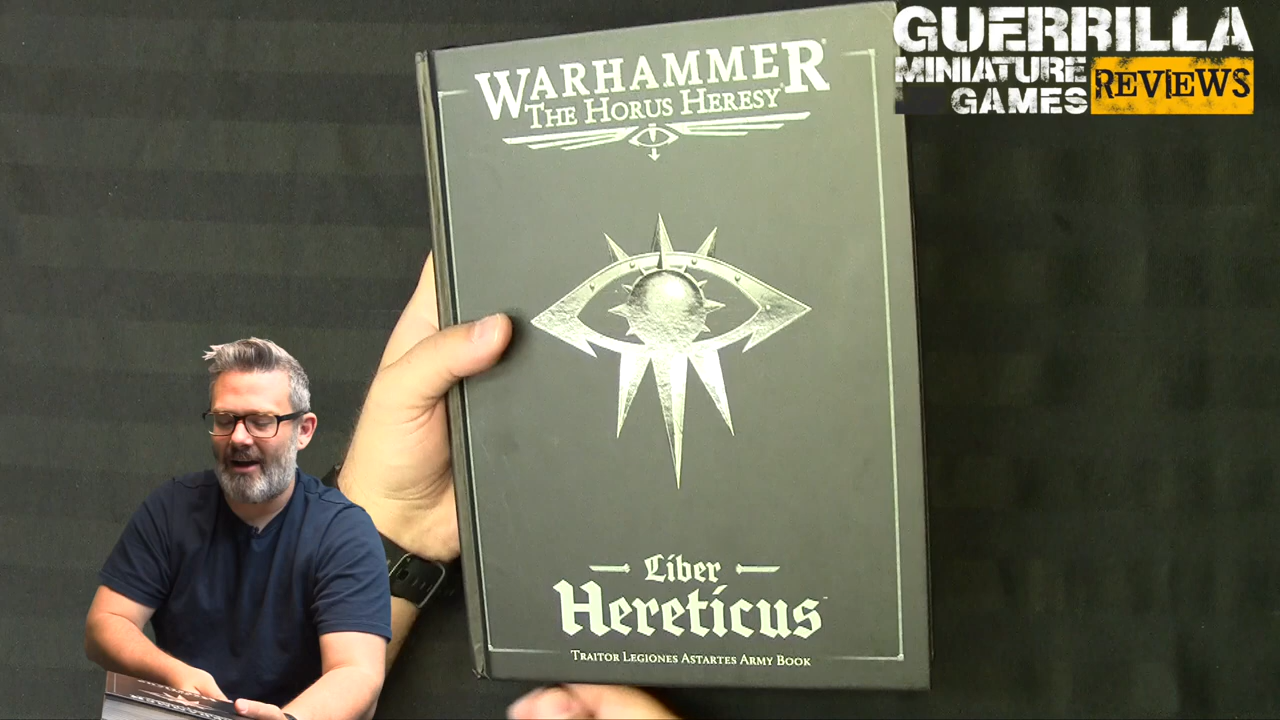 GUERRILLA
MINIATURE
GAMES
REVIEWS
WARHAMMER
THE HORUS HERESY
Liber
Hereticus
TRAITOR LEGIONES ASTARTES ARMY BOOK